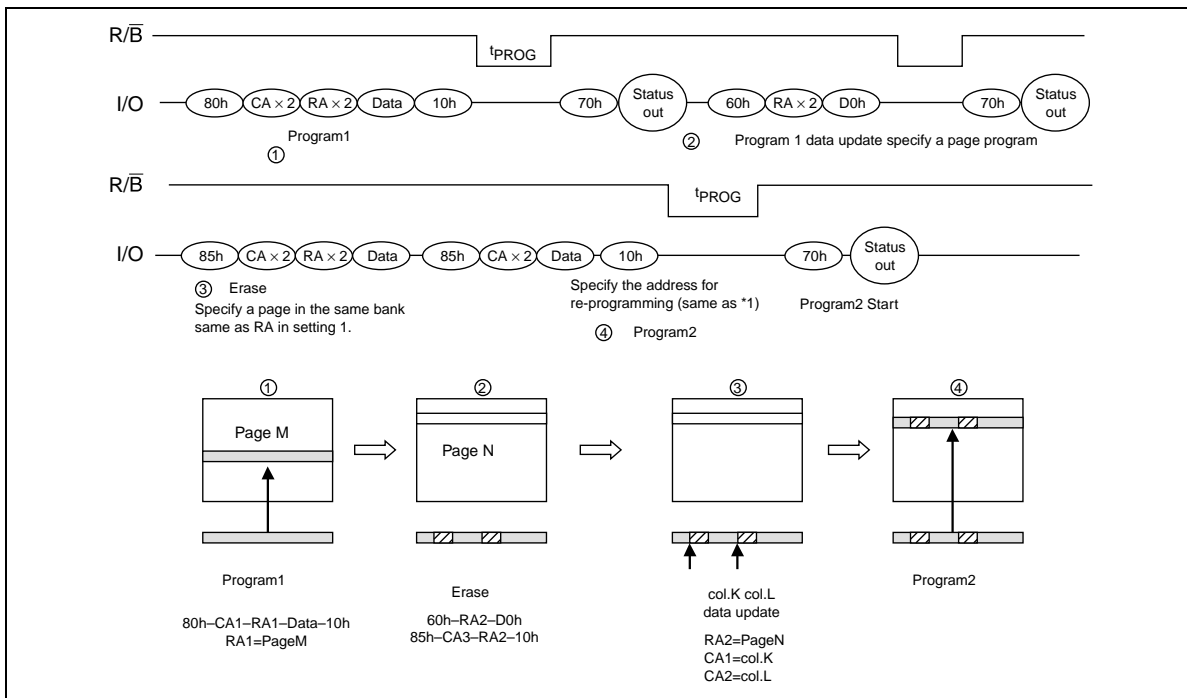 R/B
tPROG
I/O
80h CA × 2 RA × 2 Data 10h 70h Status out 60h RA × 2 D0h 70h Status out
Program1
①
② Program 1 data update specify a page program
R/B
tPROG
I/O
85h CA × 2 RA × 2 Data 85h CA × 2 Data 10h 70h Status out
③ Erase
Specify a page in the same bank
same as RA in setting 1.
Specify the address for
re-programming (same as *1)
④ Program2
Program2 Start
① ② ③ ④
Page M
Page N
Program1
80h–CA1–RA1–Data–10h
RA1=PageM
Erase
60h–RA2–D0h
85h–CA3–RA2–10h
col.K col.L
data update
RA2=PageN
CA1=col.K
CA2=col.L
Program2